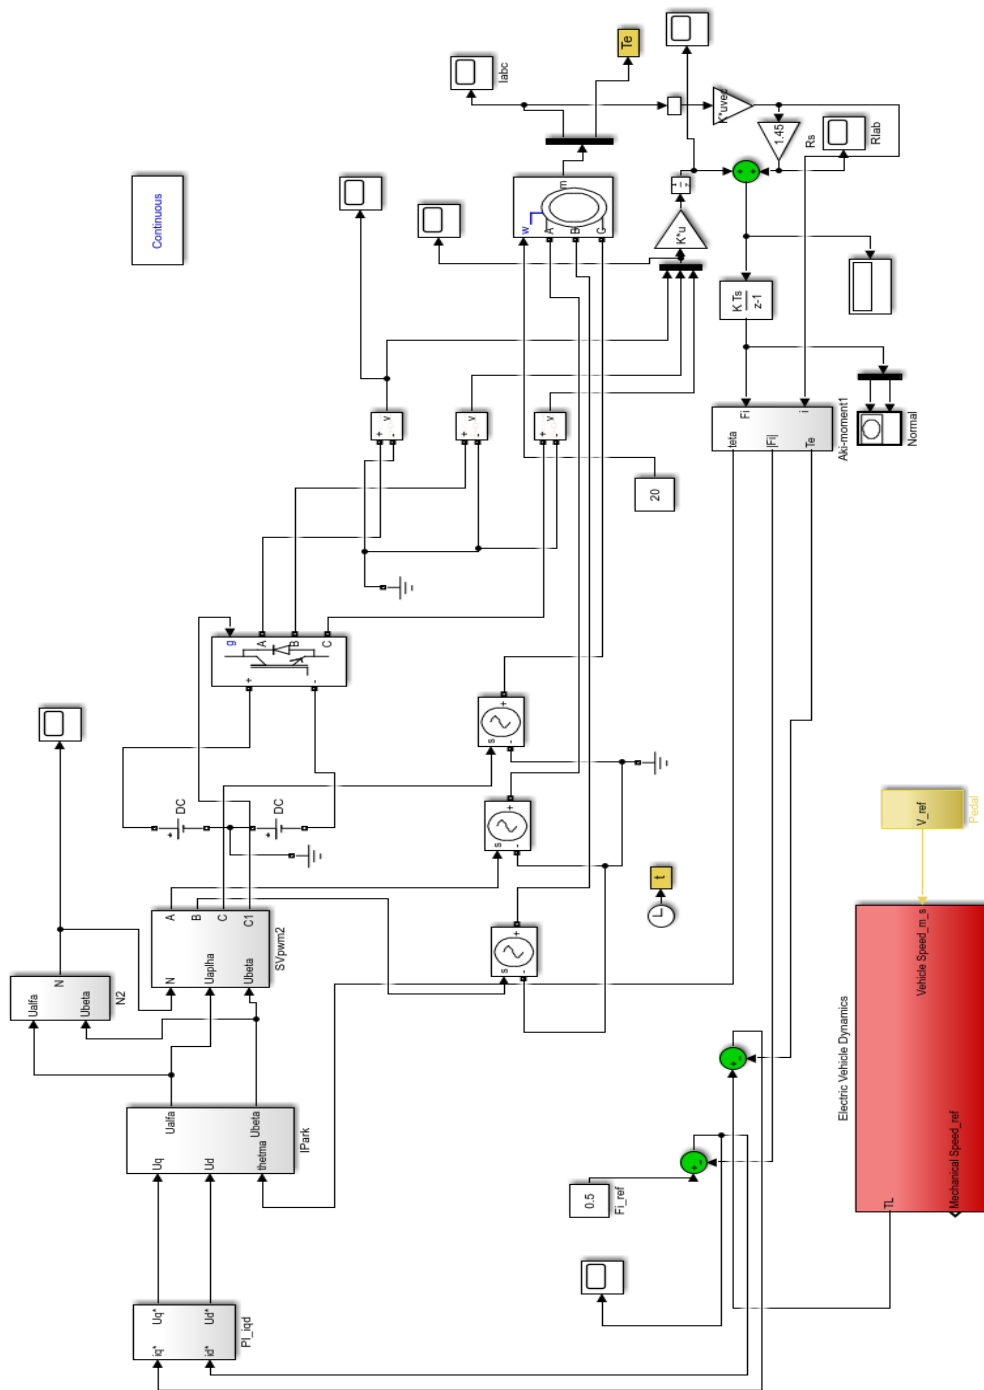 PI_iqd
iq*
id*
Uq*
Ud*
IPark
Uq
Ud
thetma
Ualfa
Ubeta
N2
Ualfa
Ubeta
N
SVpwm2
N
Uaplha
Ubeta
A
B
C
C1
DC
+
DC
+
g
+
-
A
B
C
Continuous
s
+
-
s
+
-
s
+
-
+
-
v
+
-
v
+
-
v
w
A
B
C
m
Iabc
Te
K*u
K*uvec
1.45
Rs
RIab
+
+
K Ts
z-1
20
t
Aki-moment1
Fi
i
teta
|Fi|
Te
Normal
0.5
Fi_ref
+
-
+
-
Electric Vehicle Dynamics
TL
Mechanical Speed_ref
Vehicle Speed_m_s
V_ref
Pedal